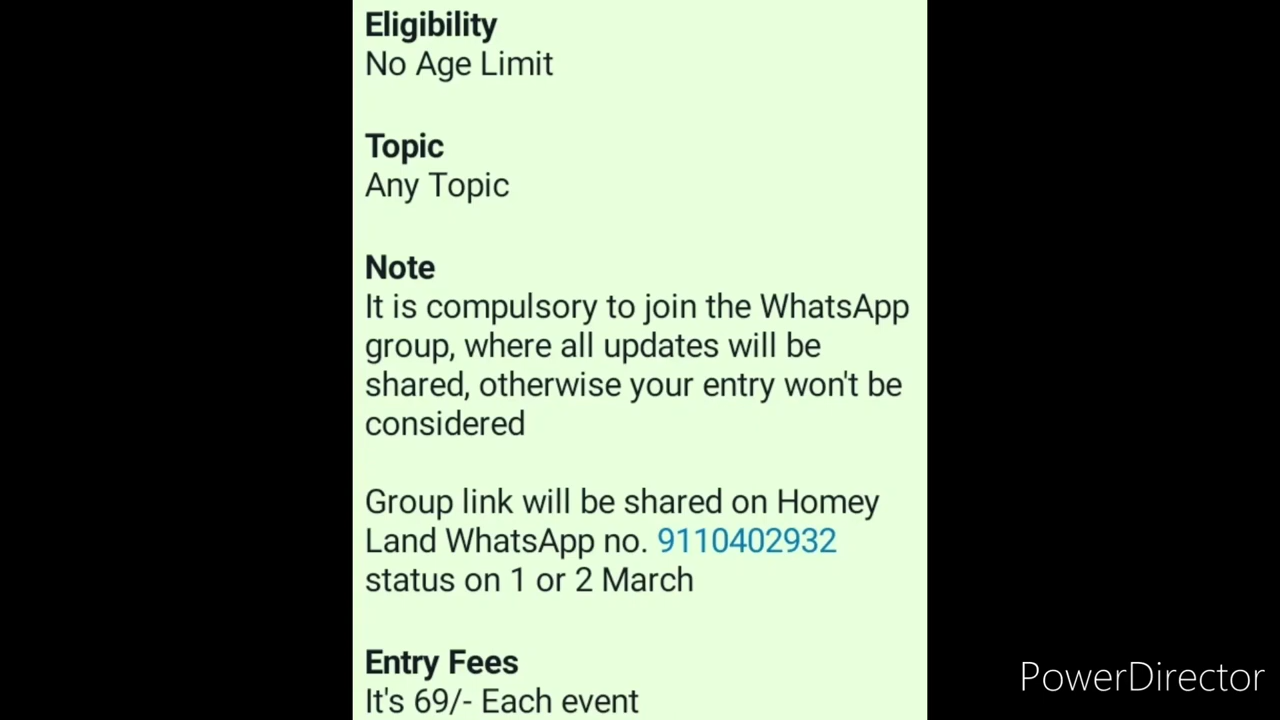 Eligibility
No Age Limit
Topic
Any Topic
Note
It is compulsory to join the WhatsApp
group, where all updates will be
shared, otherwise your entry won't be
considered
Group link will be shared on Homey
Land WhatsApp no. 9110402932
status on 1 or 2 March
Entry Fees
It's 69/- Each event
PowerDirector